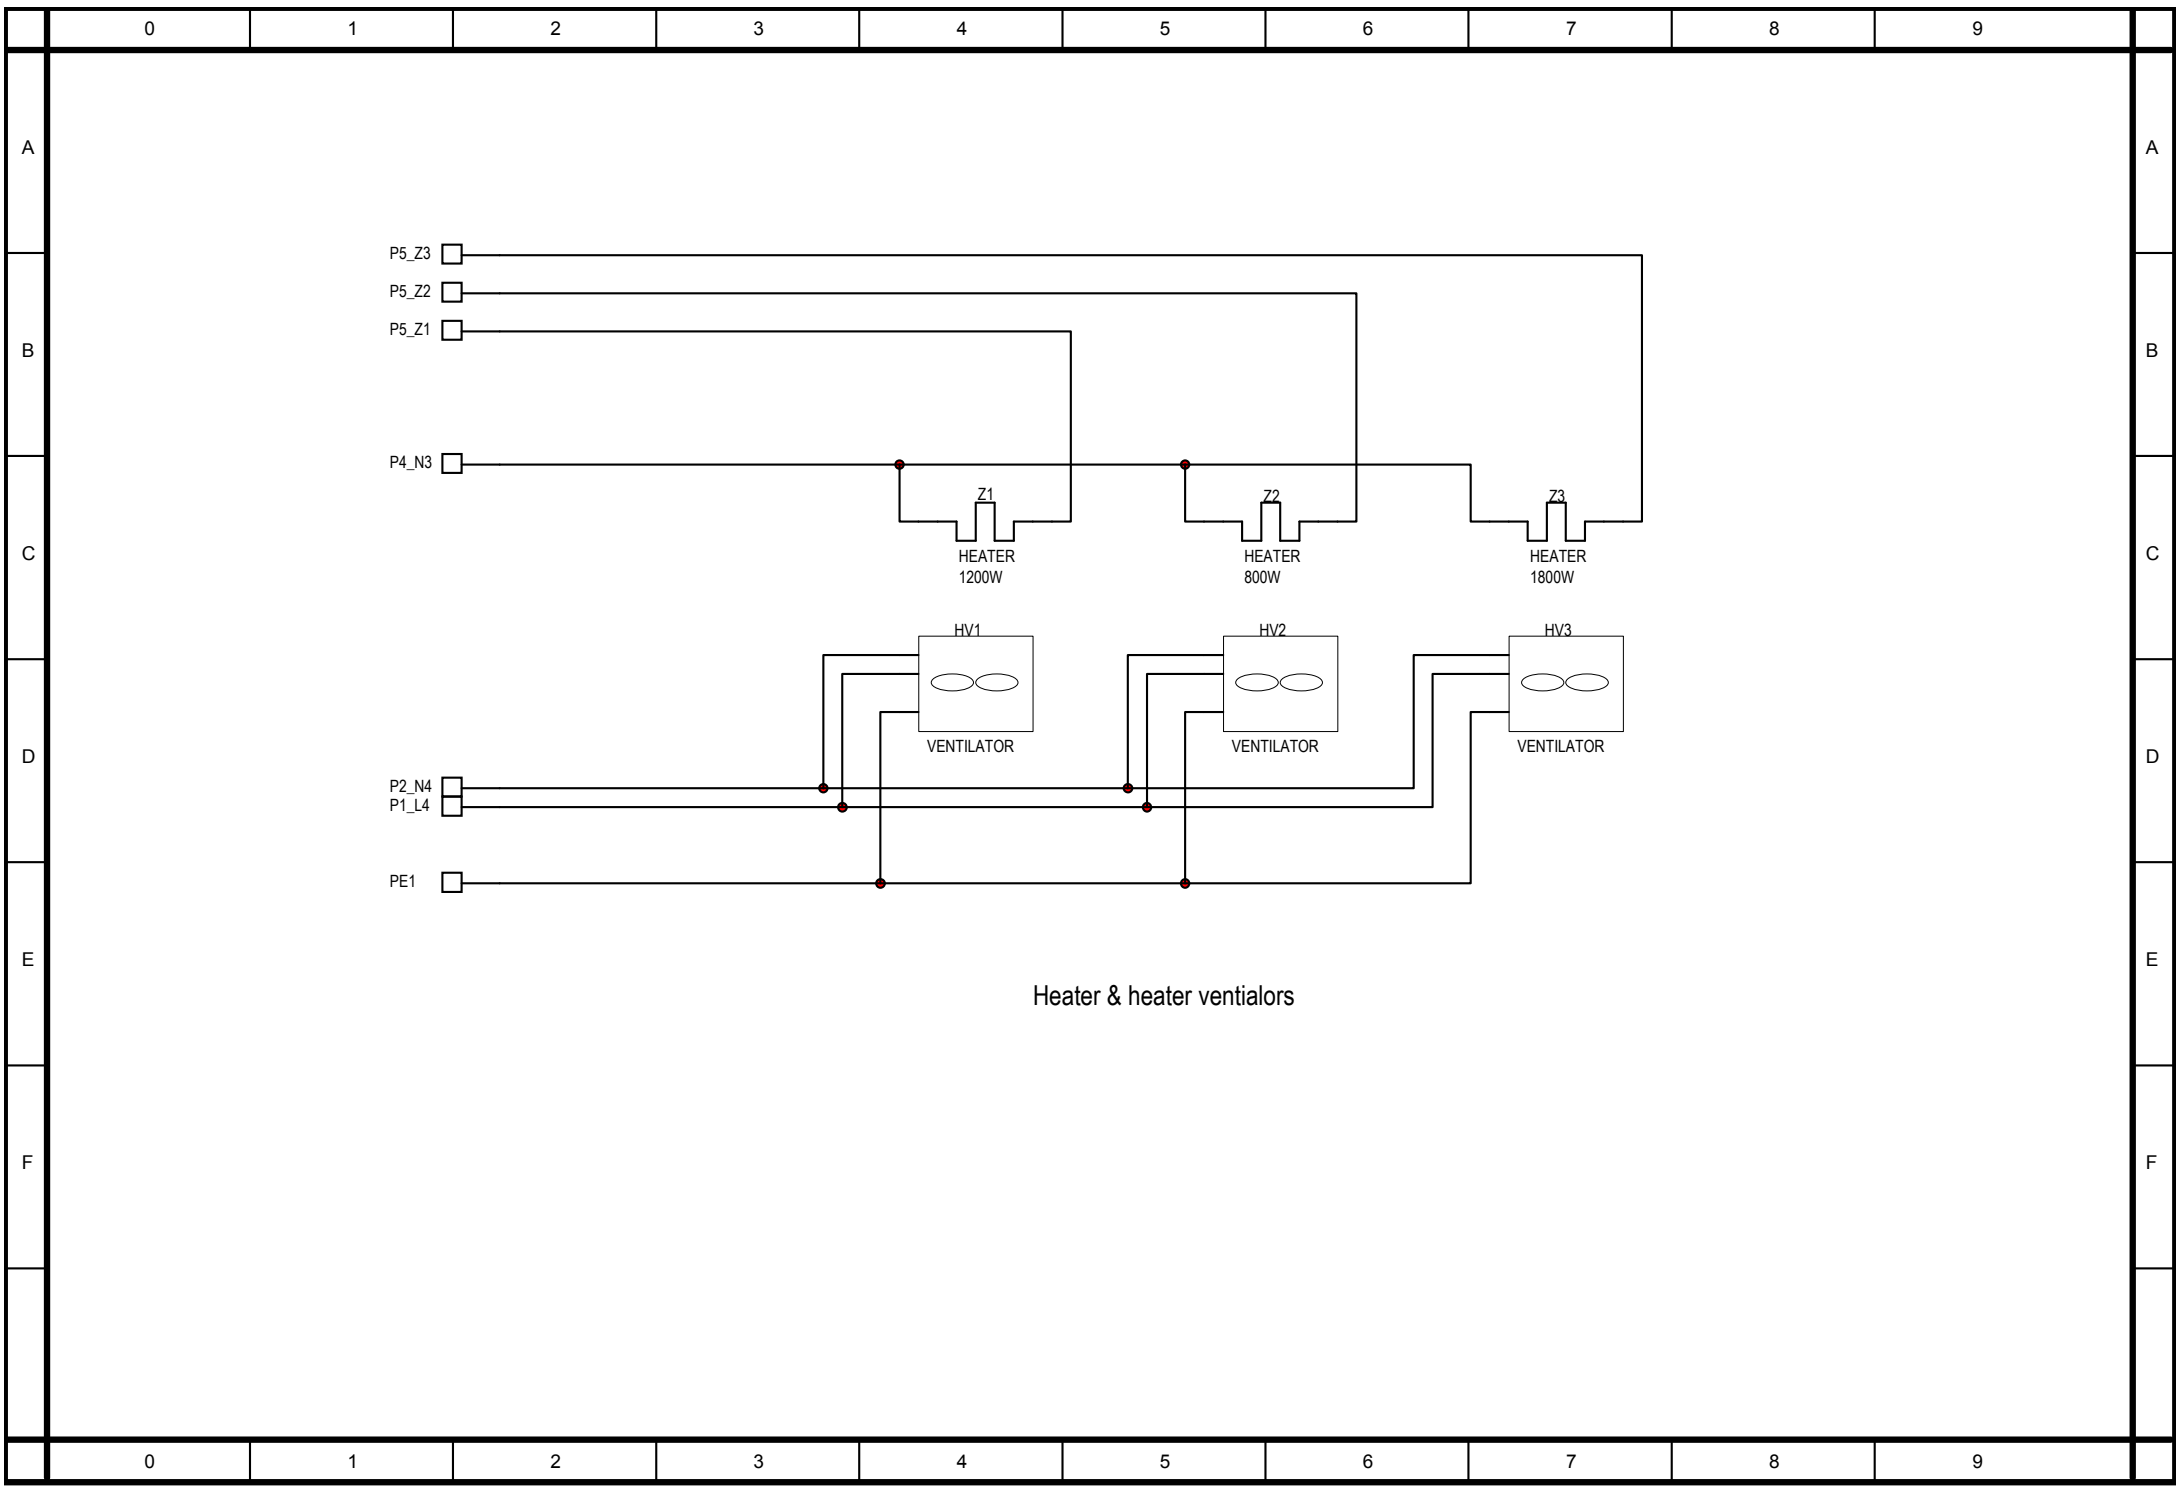 0 1 2 3 4 5 6 7 8 9
A A
P5_Z3
P5_Z2
P5_Z1
B B
P4_N3
Z1 Z2 Z3
HEATER HEATER HEATER
1200W 800W 1800W
C C
HV1 HV2 HV3
VENTILATOR VENTILATOR VENTILATOR
D D
P2_N4
P1_L4
PE1
E E
Heater & heater ventialors
F F
0 1 2 3 4 5 6 7 8 9